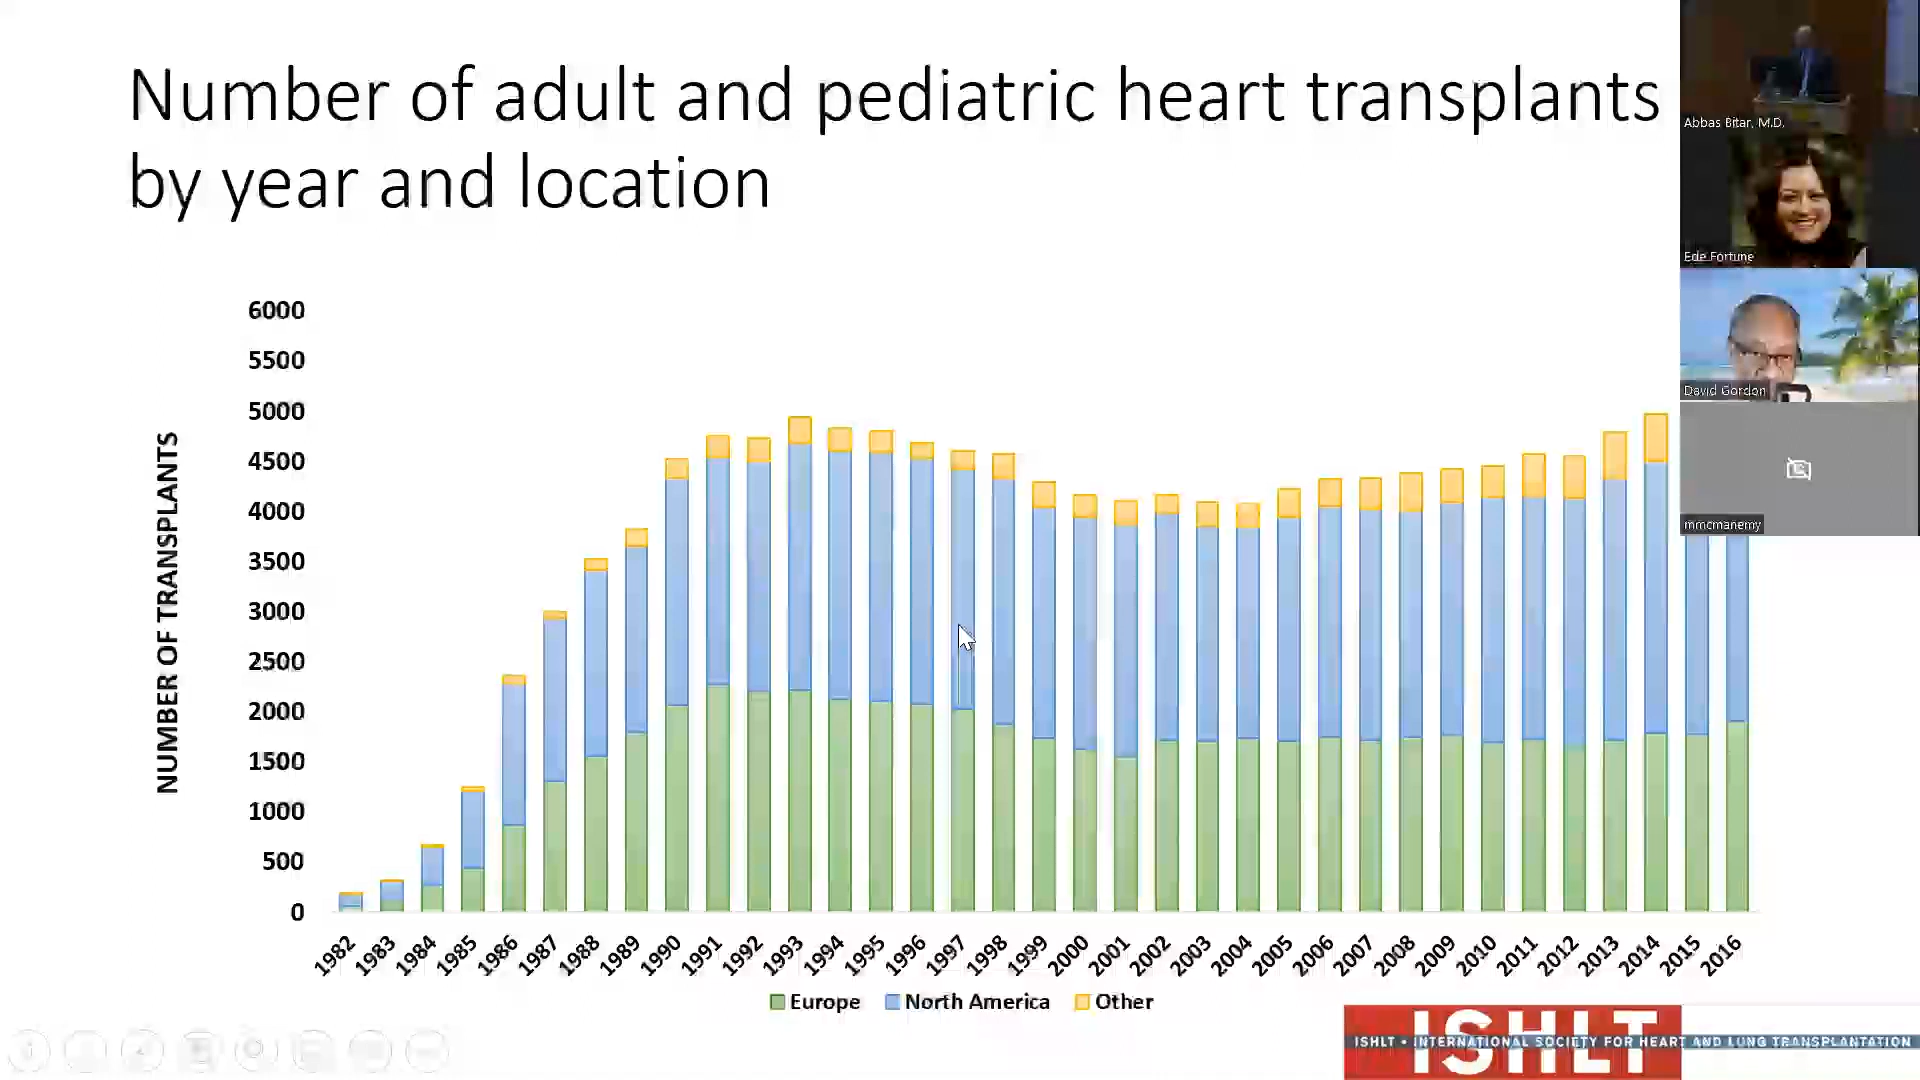 Number of adult and pediatric heart transplants
by year and location
Abbas Bitar, M.D.
Ede Fortune
David Gordon
mmcmanemy
NUMBER OF TRANSPLANTS
6000
5500
5000
4500
4000
3500
3000
2500
2000
1500
1000
500
0
1982 1983 1984 1985 1986 1987 1988 1989 1990 1991 1992 1993 1994 1995 1996 1997 1998 1999 2000 2001 2002 2003 2004 2005 2006 2007 2008 2009 2010 2011 2012 2013 2014 2015 2016
Europe North America Other
ISHLT
ISHLT • INTERNATIONAL SOCIETY FOR HEART AND LUNG TRANSPLANTATION